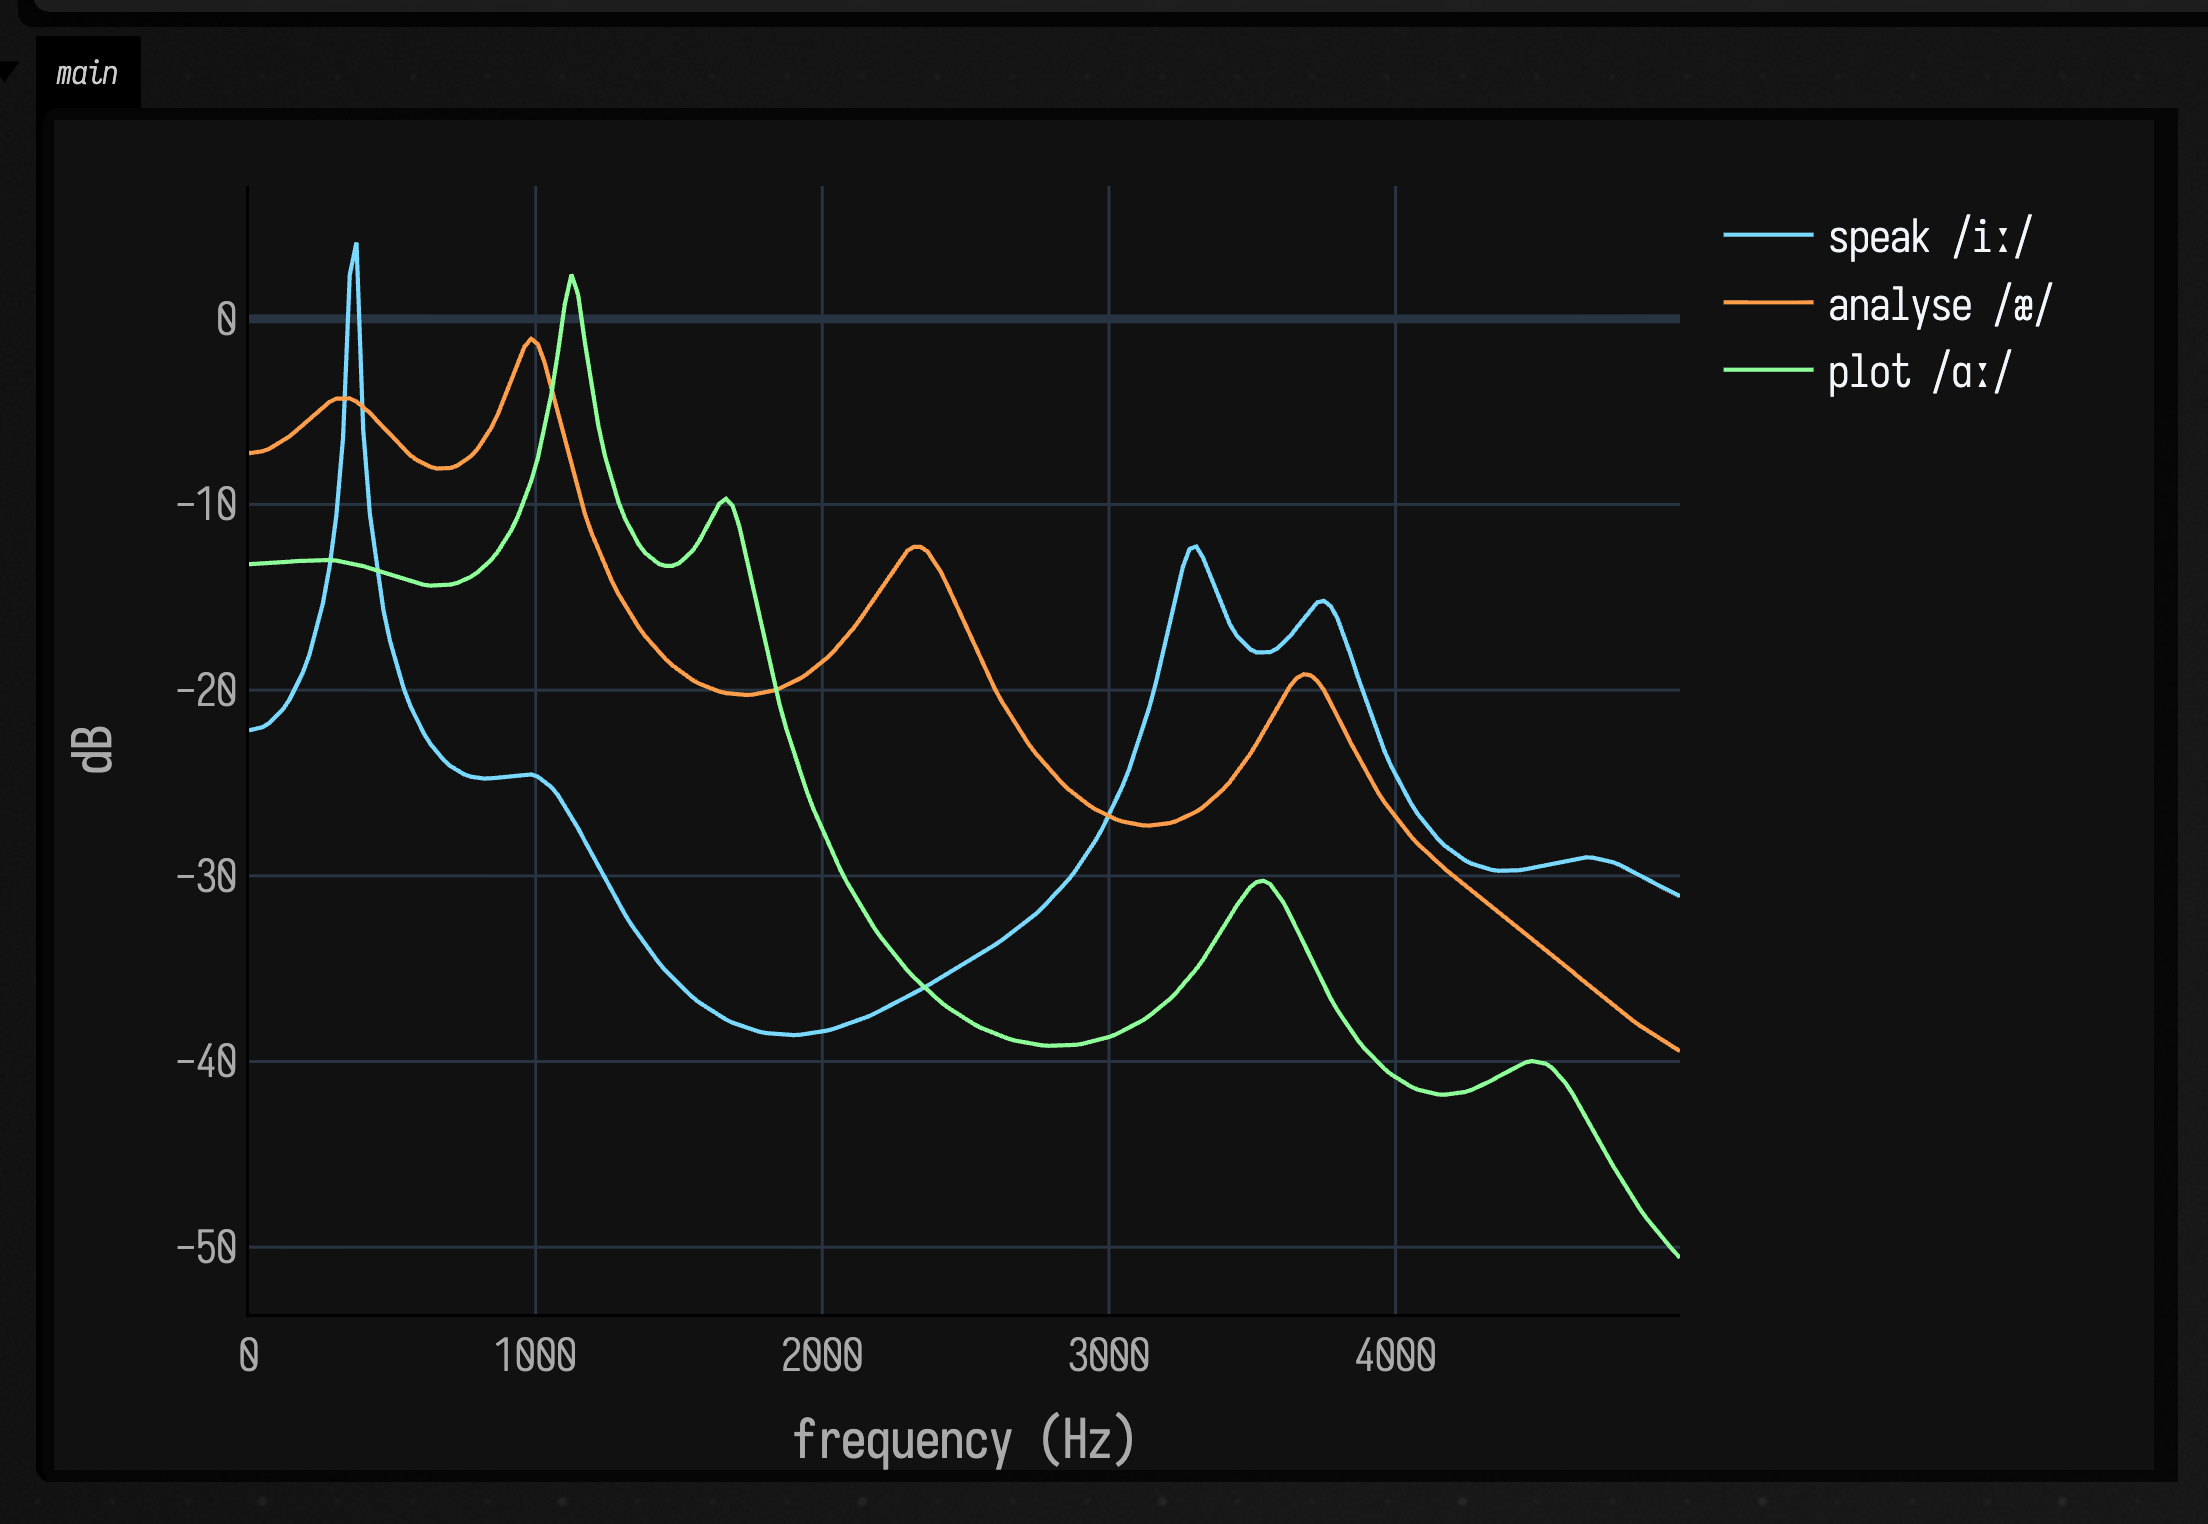 main
speak /iː/
analyse /æ/
plot /ɑː/
0
−10
−20
−30
−40
−50
dB
0 1000 2000 3000 4000
frequency (Hz)